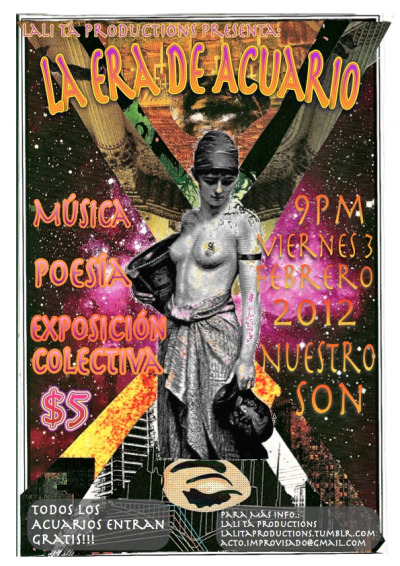 LALI TA PRODUCTIONS PRESENTA:
LA ERA DE ACUARIO
MÚSICA
POESÍA
EXPOSICIÓN
COLECTIVA
$5
9PM
VIERNES 3
FEBRERO
2012
NUESTRO
SON
TODOS LOS
ACUARIOS ENTRAN
GRATIS!!!
PARA MÁS INFO.:
LALI TA PRODUCTIONS
LALITAPRODUCTIONS.TUMBLR.COM
ACTO.IMPROVISADO@GMAIL.COM